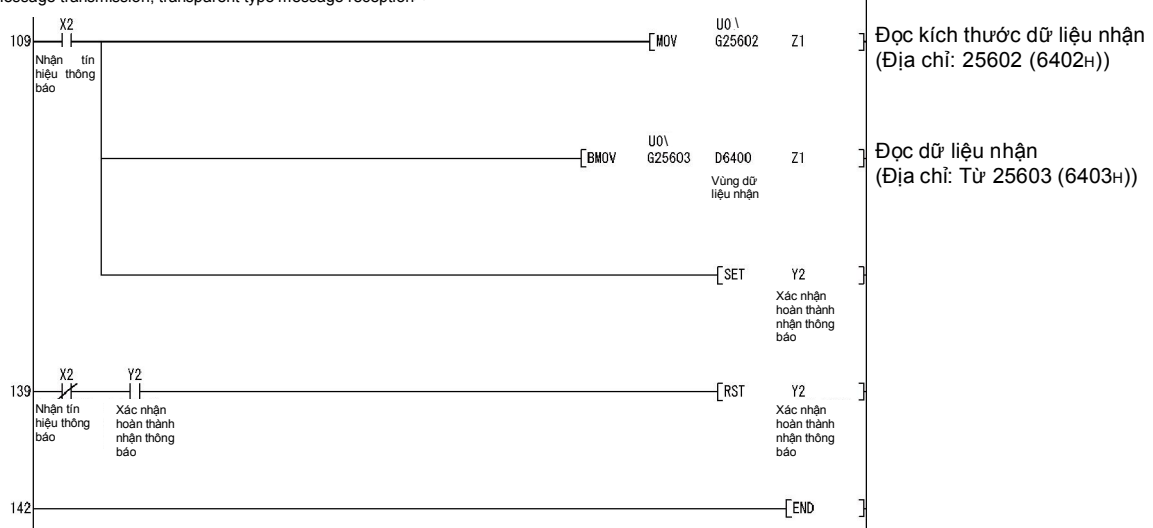 message transmission, transparent type message reception
X2
U0 \
109
MOV G25602 Z1
Đọc kích thước dữ liệu nhận
(Địa chỉ: 25602 (6402H))
Nhận tín
hiệu thông
báo
U0\
BMOV G25603 D6400 Z1
Đọc dữ liệu nhận
(Địa chỉ: Từ 25603 (6403H))
Vùng dữ
liệu nhận
SET Y2
Xác nhận
hoàn thành
nhận thông
báo
X2 Y2
139
RST Y2
Nhận tín
hiệu thông
báo
Xác nhận
hoàn thành
nhận thông
báo
Xác nhận
hoàn thành
nhận thông
báo
142
END